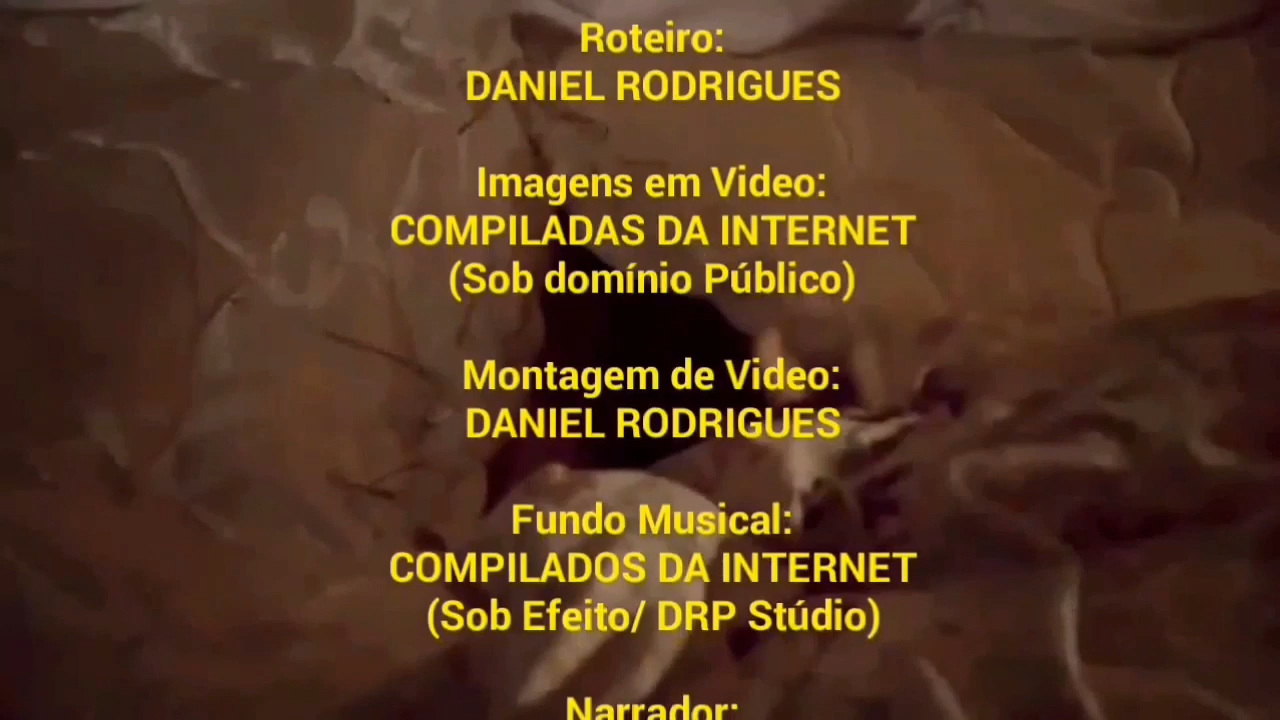 Roteiro:
DANIEL RODRIGUES
Imagens em Video:
COMPILADAS DA INTERNET
(Sob domínio Público)
Montagem de Video:
DANIEL RODRIGUES
Fundo Musical:
COMPILADOS DA INTERNET
(Sob Efeito/ DRP Stúdio)
Narrador: